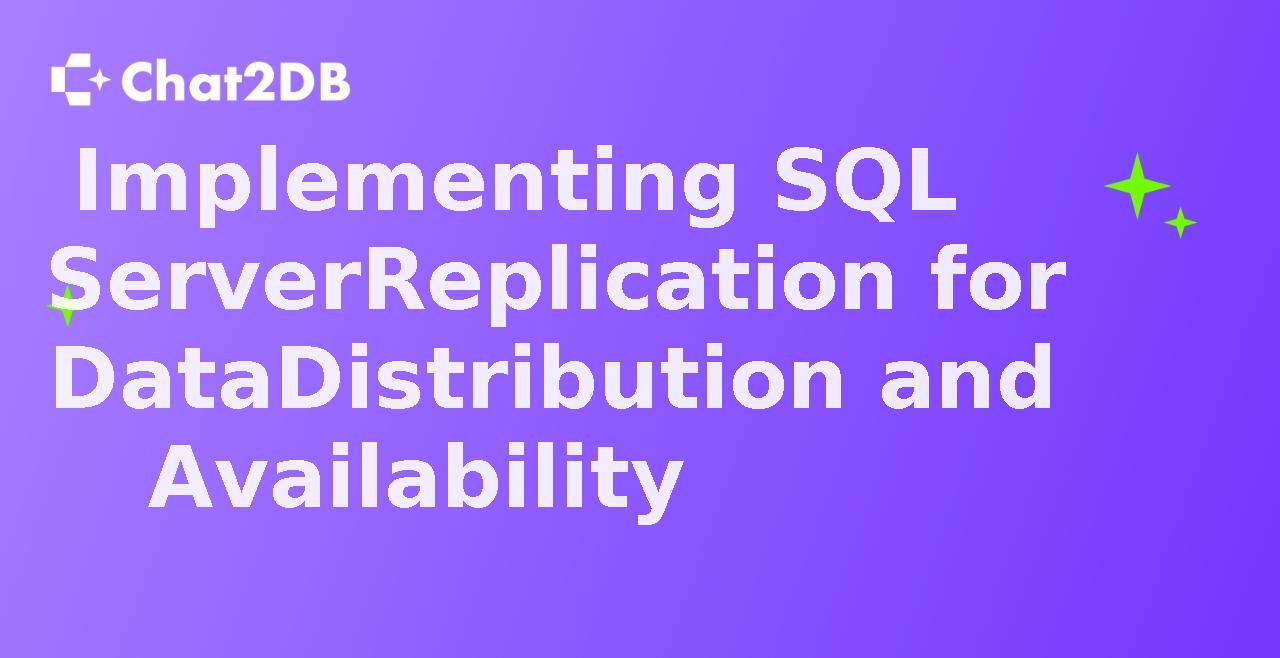 Chat2DB
Implementing SQL
ServerReplication for
DataDistribution and
Availability